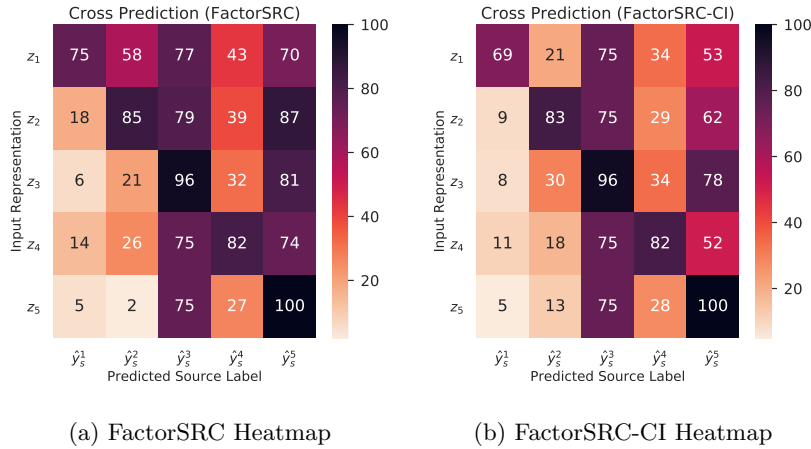 Cross Prediction (FactorSRC)
Input Representation
z₁ 75 58 77 43 70
z₂ 18 85 79 39 87
z₃ 6 21 96 32 81
z₄ 14 26 75 82 74
z₅ 5 2 75 27 100
ŷₛ¹ ŷₛ² ŷₛ³ ŷₛ⁴ ŷₛ⁵
Predicted Source Label
100
80
60
40
20
(a) FactorSRC Heatmap
Cross Prediction (FactorSRC-CI)
Input Representation
z₁ 69 21 75 34 53
z₂ 9 83 75 29 62
z₃ 8 30 96 34 78
z₄ 11 18 75 82 52
z₅ 5 13 75 28 100
ŷₛ¹ ŷₛ² ŷₛ³ ŷₛ⁴ ŷₛ⁵
Predicted Source Label
100
80
60
40
20
(b) FactorSRC-CI Heatmap